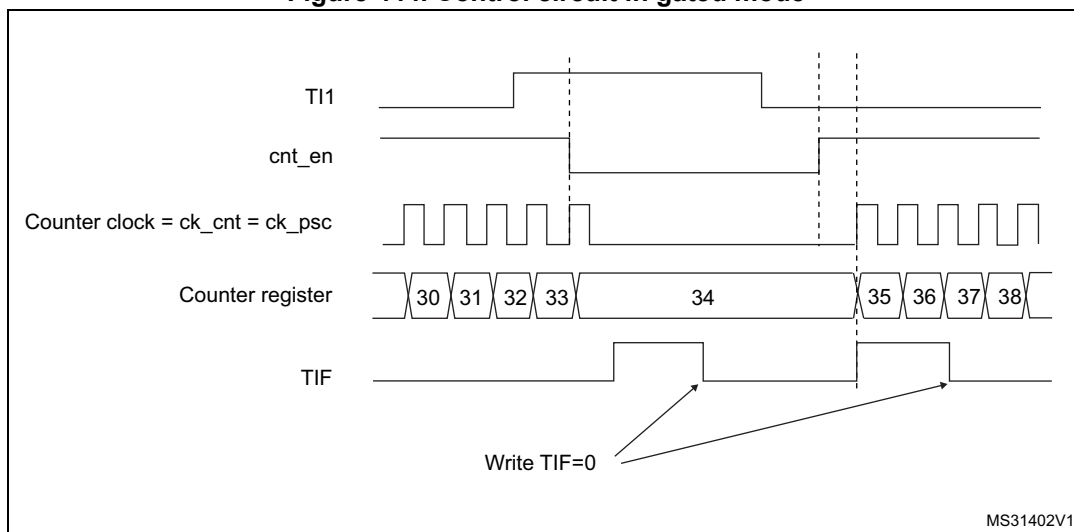 Figure Control circuit in gated mode
TI1
cnt_en
Counter clock = ck_cnt = ck_psc
Counter register
30 31 32 33 34 35 36 37 38
TIF
Write TIF=0
MS31402V1